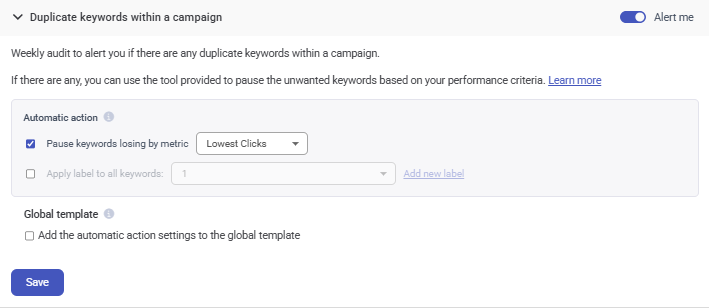 Duplicate keywords within a campaign
Alert me
Weekly audit to alert you if there are any duplicate keywords within a campaign.
If there are any, you can use the tool provided to pause the unwanted keywords based on your performance criteria. Learn more
Automatic action
Pause keywords losing by metric Lowest Clicks
Apply label to all keywords: 1 Add new label
Global template
Add the automatic action settings to the global template
Save